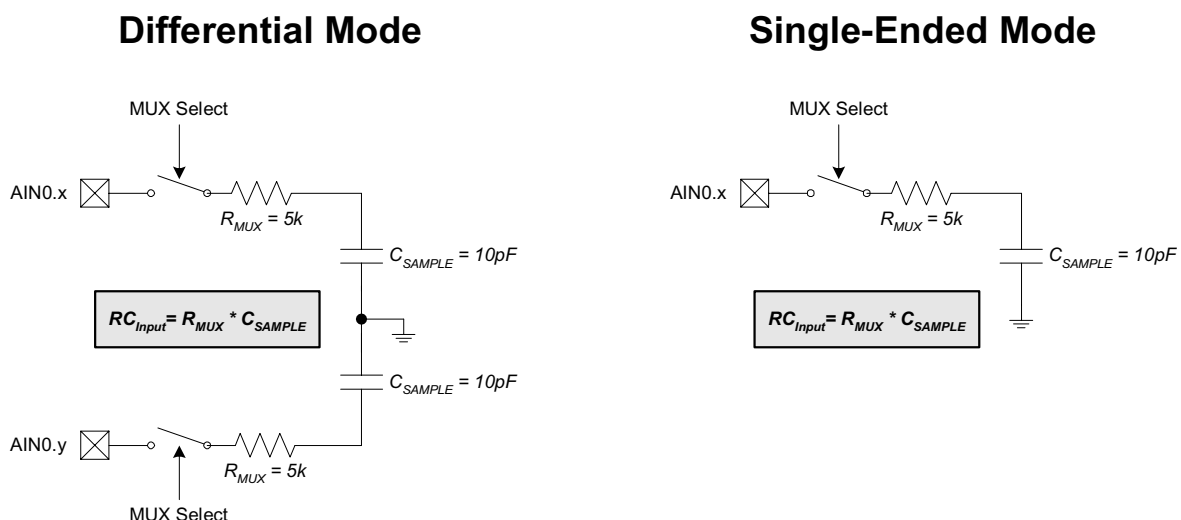 Differential Mode
MUX Select
AIN0.x
R_MUX = 5k
C_SAMPLE = 10pF
RC_Input= R_MUX * C_SAMPLE
C_SAMPLE = 10pF
AIN0.y
R_MUX = 5k
MUX Select
Single-Ended Mode
MUX Select
AIN0.x
R_MUX = 5k
C_SAMPLE = 10pF
RC_Input= R_MUX * C_SAMPLE